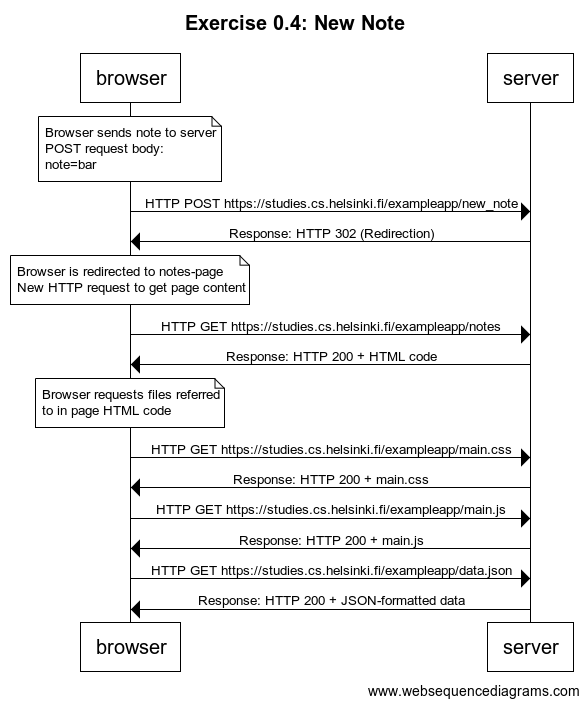 Exercise 0.4: New Note
browser
server
Browser sends note to server
POST request body:
note=bar
HTTP POST https://studies.cs.helsinki.fi/exampleapp/new_note
Response: HTTP 302 (Redirection)
Browser is redirected to notes-page
New HTTP request to get page content
HTTP GET https://studies.cs.helsinki.fi/exampleapp/notes
Response: HTTP 200 + HTML code
Browser requests files referred
to in page HTML code
HTTP GET https://studies.cs.helsinki.fi/exampleapp/main.css
Response: HTTP 200 + main.css
HTTP GET https://studies.cs.helsinki.fi/exampleapp/main.js
Response: HTTP 200 + main.js
HTTP GET https://studies.cs.helsinki.fi/exampleapp/data.json
Response: HTTP 200 + JSON-formatted data
browser
server
www.websequencediagrams.com